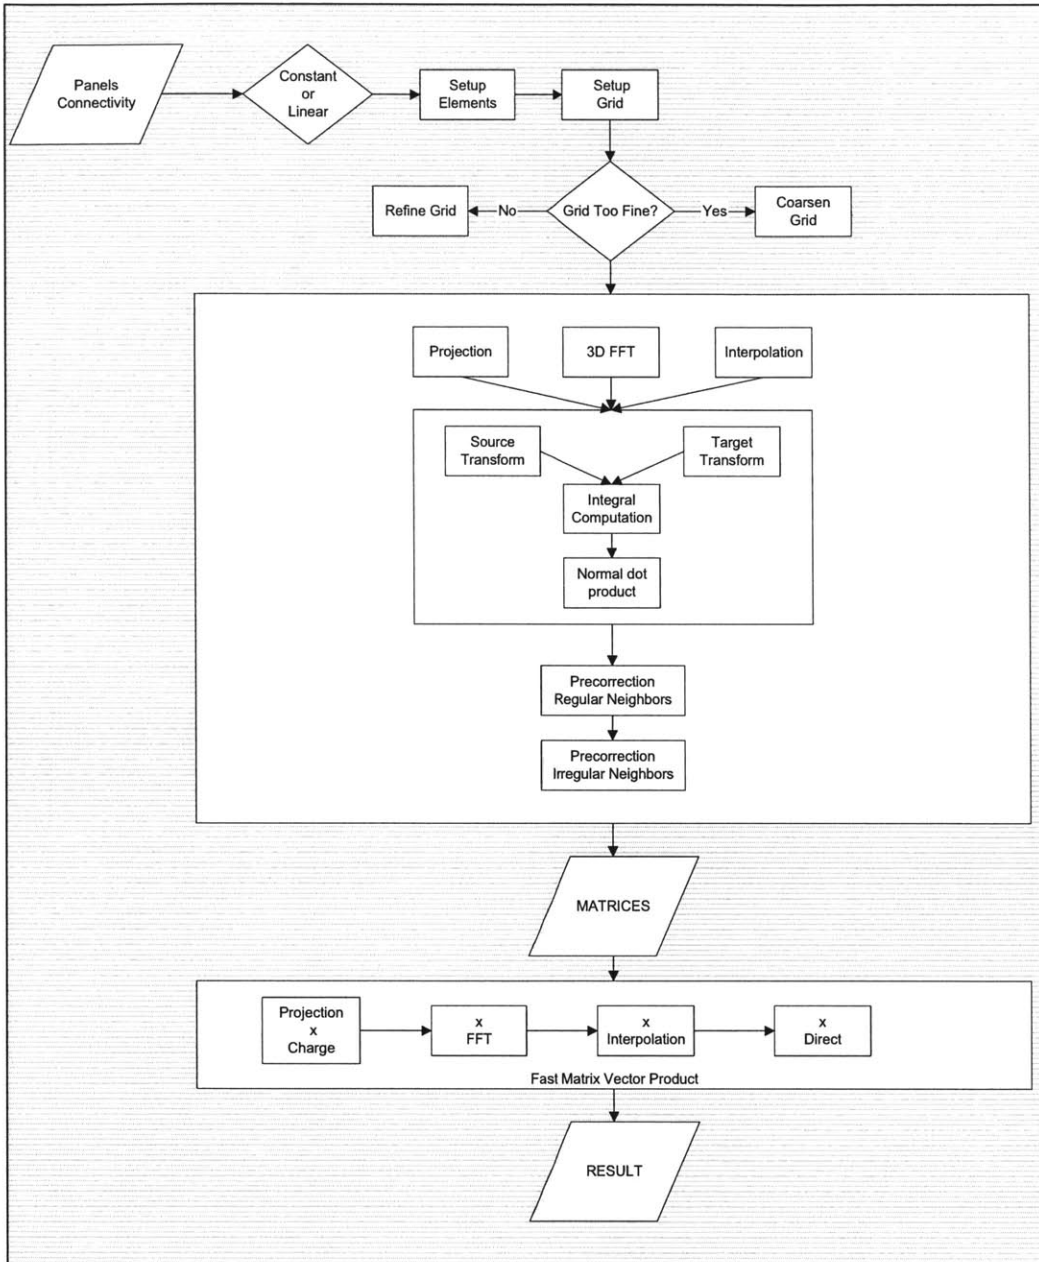 Panels
Connectivity
Constant
or
Linear
Setup
Elements
Setup
Grid
Refine Grid
No
Grid Too Fine?
Yes
Coarsen
Grid
Projection
3D FFT
Interpolation
Source
Transform
Target
Transform
Integral
Computation
Normal dot
product
Precorrection
Regular Neighbors
Precorrection
Irregular Neighbors
MATRICES
Projection
x
Charge
x
FFT
x
Interpolation
x
Direct
Fast Matrix Vector Product
RESULT